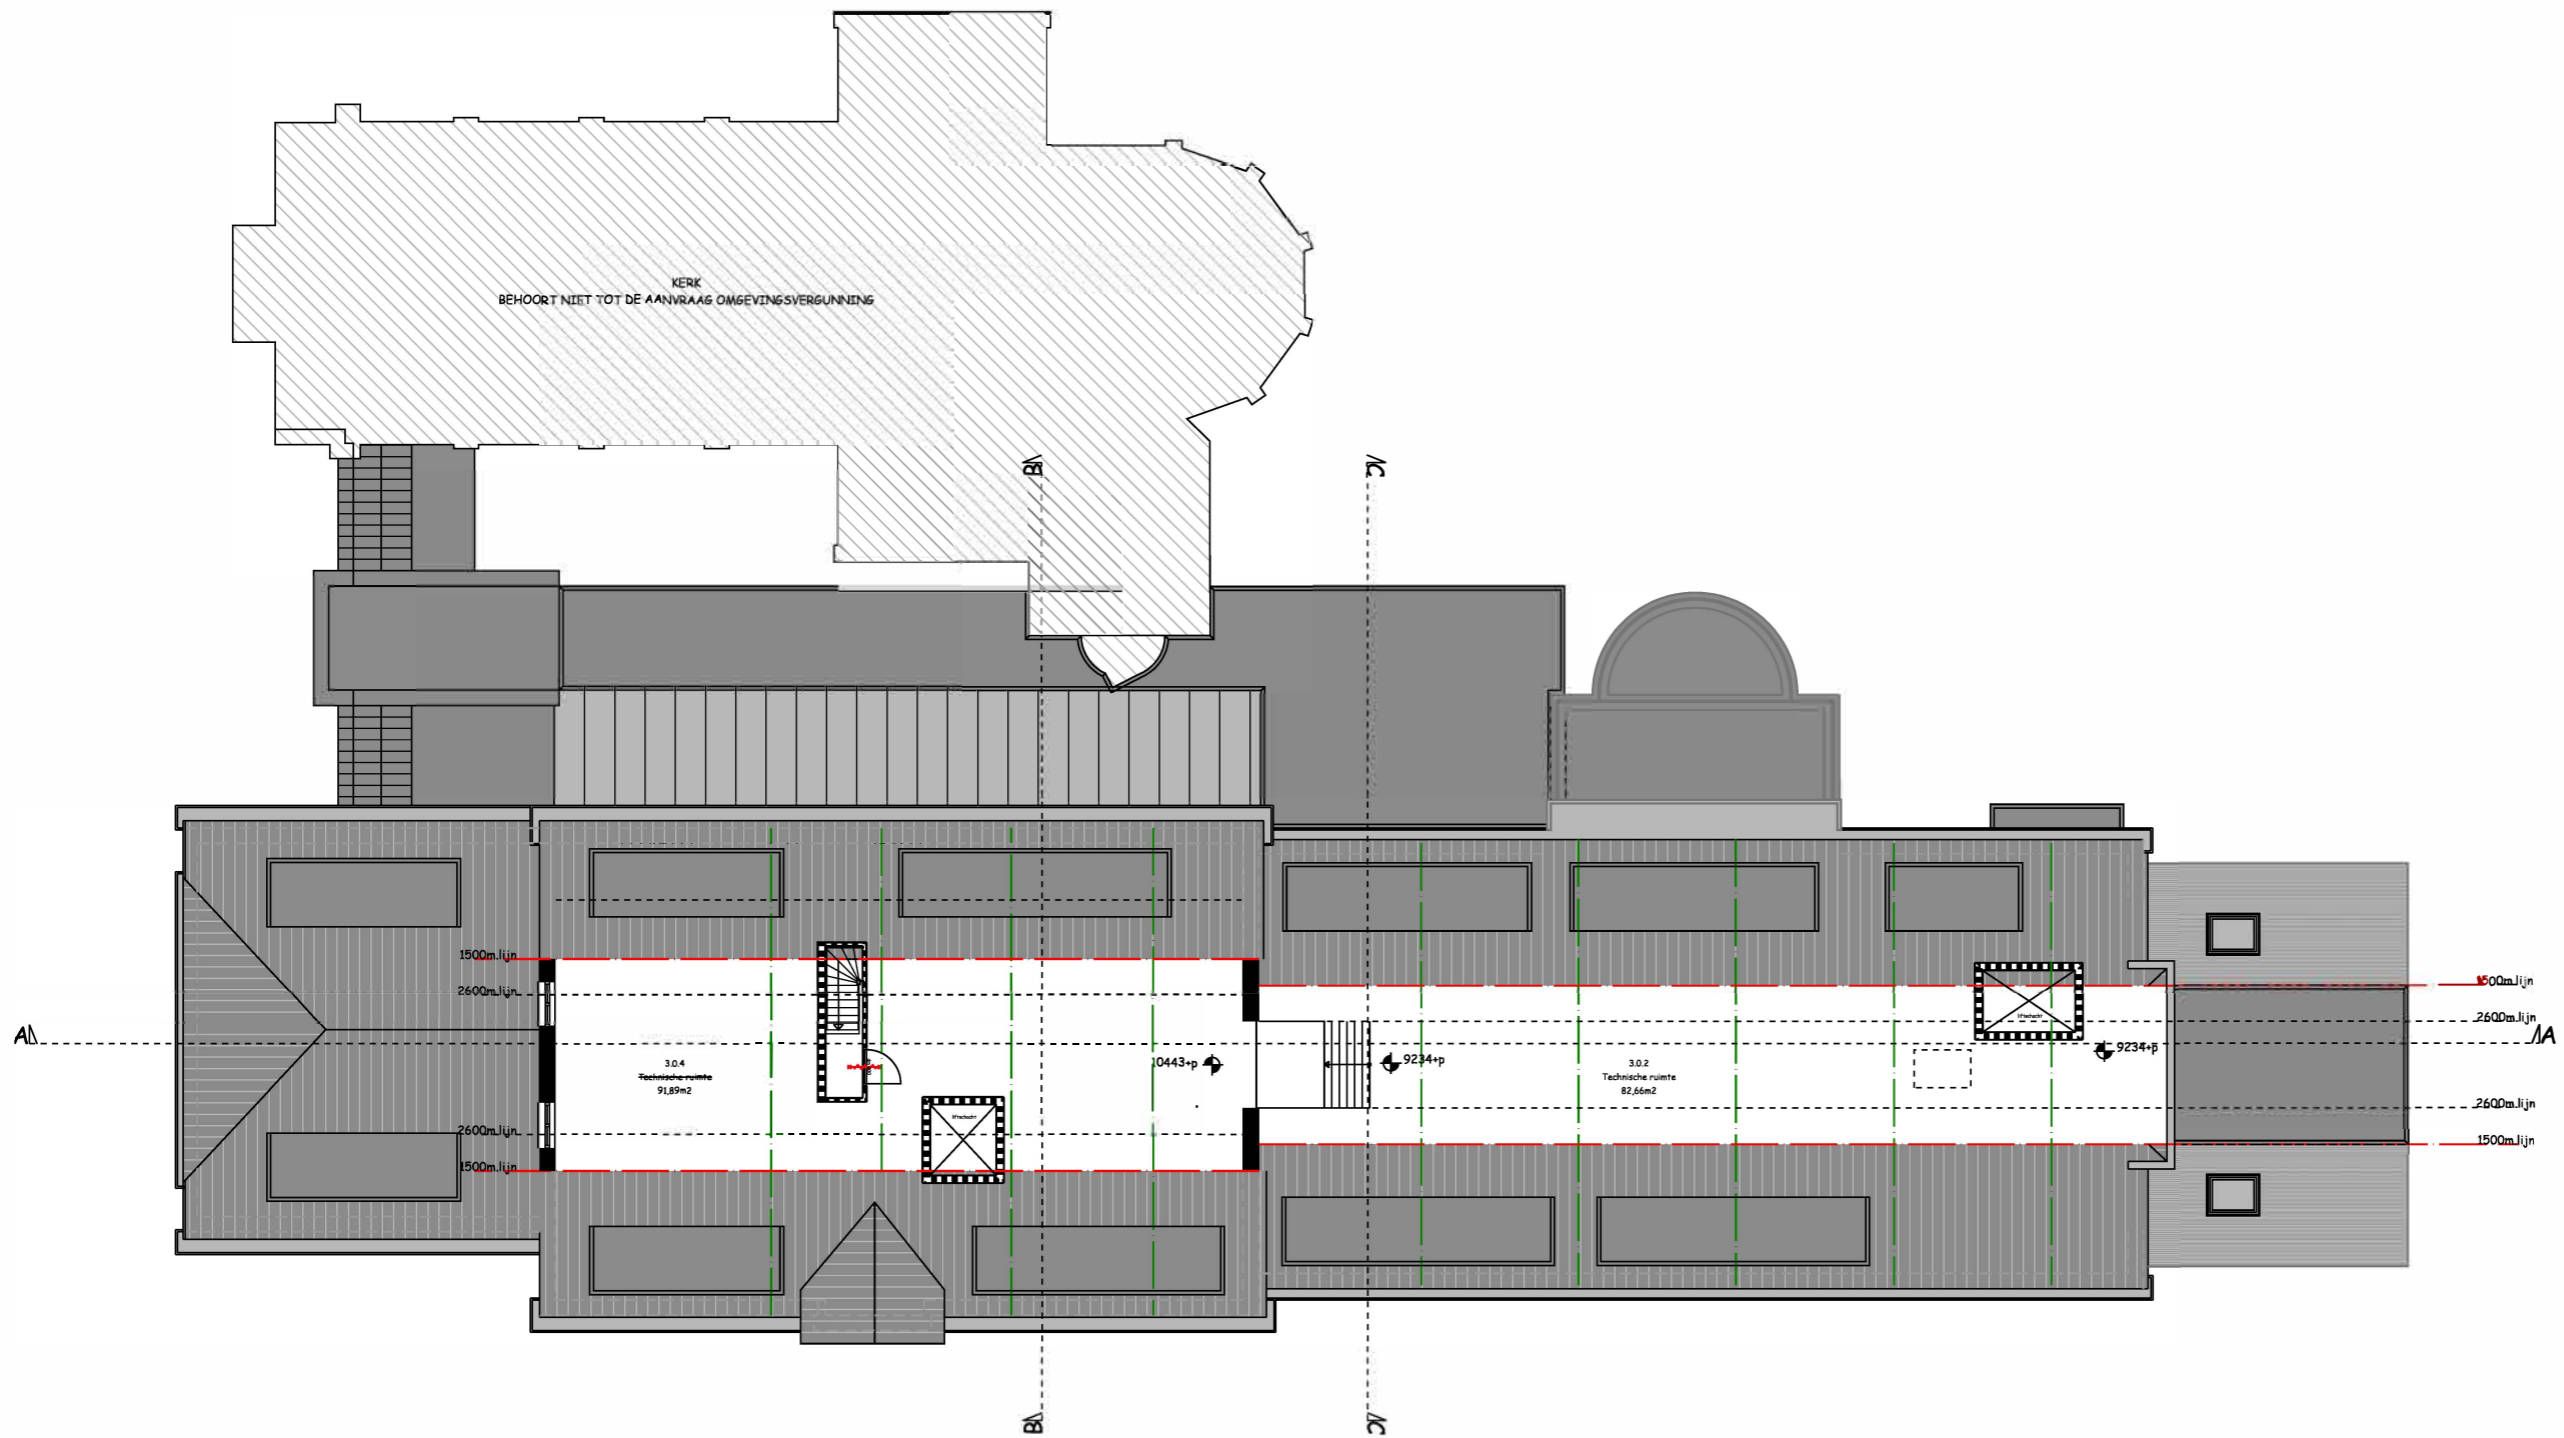 KERK
BEHOORT NIET TOT DE AANVRAAG OMGEVINGSVERGUNNING
B
C
1500m.lijn
2600m.lijn
A
3.0.4
Technische ruimte
91,89m2
2600m.lijn
1500m.lijn
liftschacht
10443+p
9234+p
3.0.2
Technische ruimte
82,66m2
liftschacht
9234+p
1500m.lijn
2600m.lijn
A
2600m.lijn
1500m.lijn
B
C